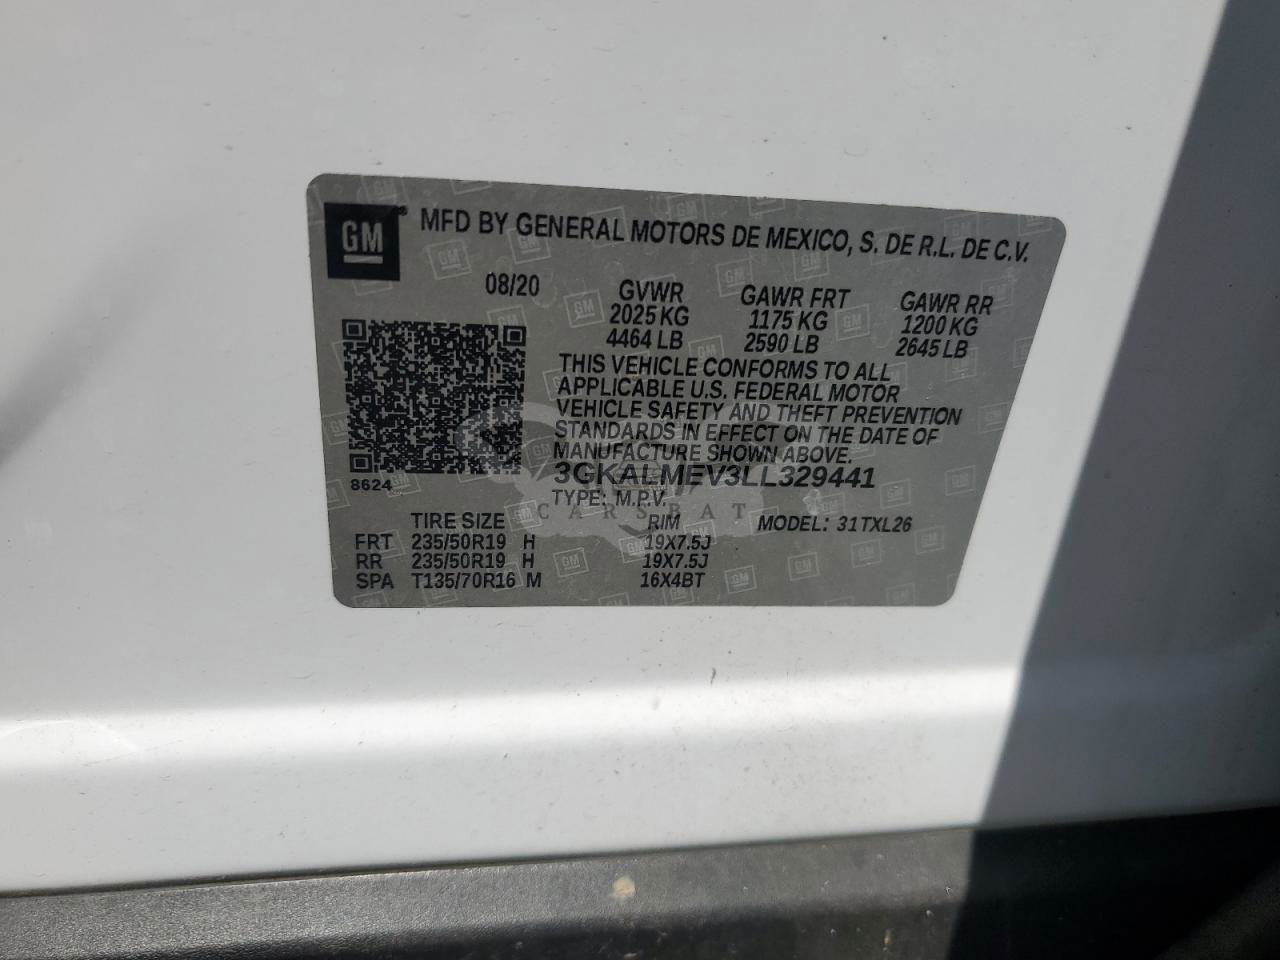 GM® MFD BY GENERAL MOTORS DE MEXICO, S. DE R.L. DE C.V.
08/20 GVWR GAWR FRT GAWR RR
2025 KG 1175 KG 1200 KG
4464 LB 2590 LB 2645 LB
THIS VEHICLE CONFORMS TO ALL
APPLICABLE U.S. FEDERAL MOTOR
VEHICLE SAFETY AND THEFT PREVENTION
STANDARDS IN EFFECT ON THE DATE OF
MANUFACTURE SHOWN ABOVE.
8624 3GKALMEV3LL329441
TYPE: M.P.V.
CARSBAT
TIRE SIZE RIM MODEL: 31TXL26
FRT 235/50R19 H 19X7.5J
RR 235/50R19 H 19X7.5J
SPA T135/70R16 M 16X4BT